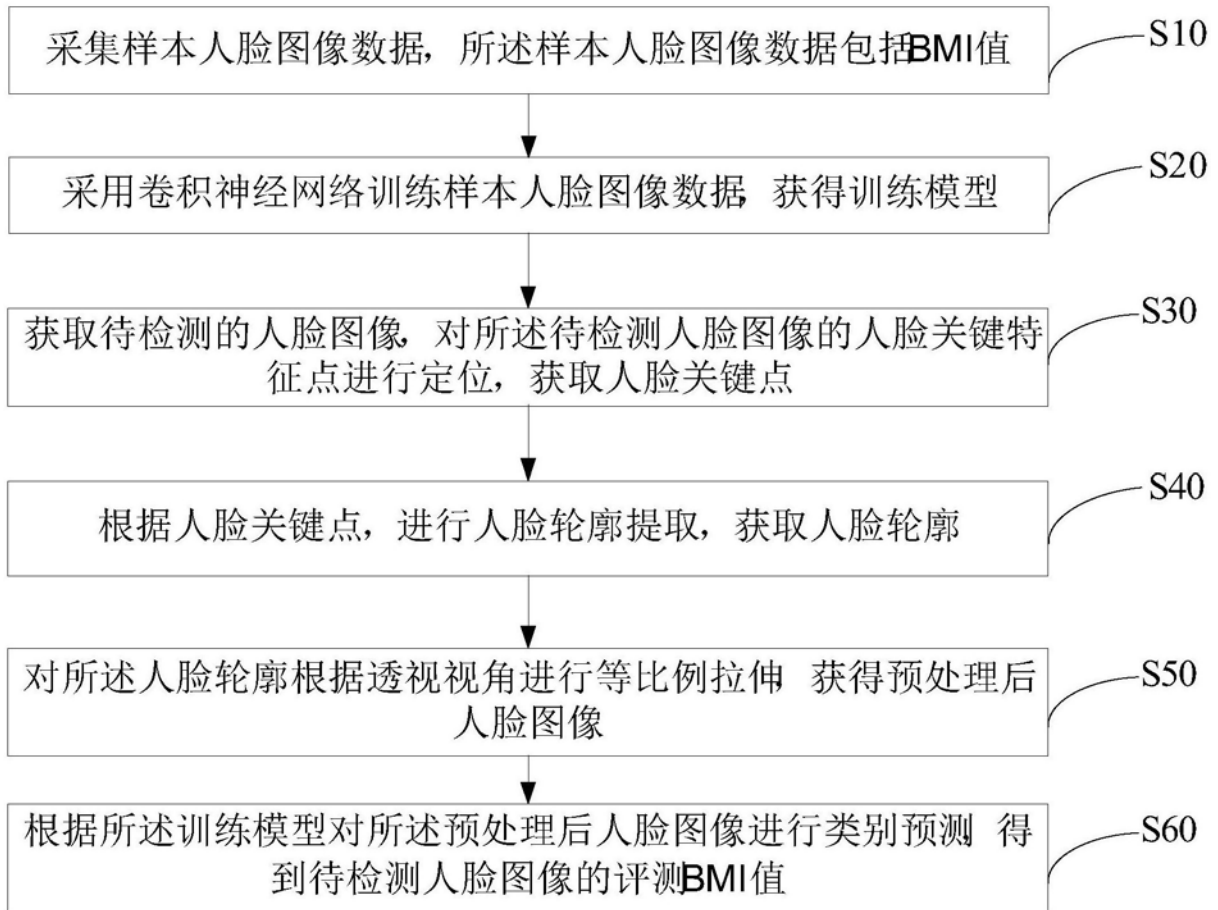 采集样本人脸图像数据，所述样本人脸图像数据包括BMI值
S10
采用卷积神经网络训练样本人脸图像数据，获得训练模型
S20
获取待检测的人脸图像，对所述待检测人脸图像的人脸关键特
征点进行定位，获取人脸关键点
S30
根据人脸关键点，进行人脸轮廓提取，获取人脸轮廓
S40
对所述人脸轮廓根据透视视角进行等比例拉伸，获得预处理后
人脸图像
S50
根据所述训练模型对所述预处理后人脸图像进行类别预测，得
到待检测人脸图像的评测BMI值
S60